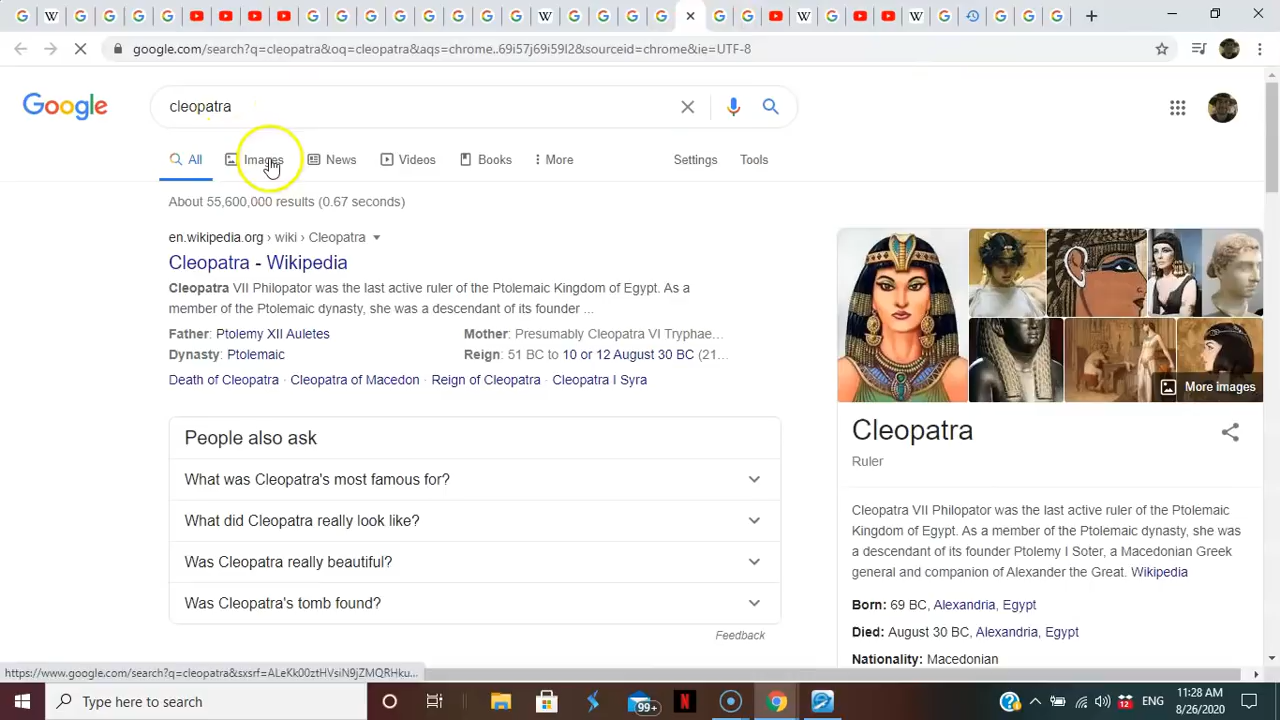 google.com/search?q=cleopatra&oq=cleopatra&aqs=chrome..69i57j69i59l2&sourceid=chrome&ie=UTF-8
Google
cleopatra
All
Images
News
Videos
Books
More
Settings
Tools
About 55,600,000 results (0.67 seconds)
en.wikipedia.org › wiki › Cleopatra
Cleopatra - Wikipedia
Cleopatra VII Philopator was the last active ruler of the Ptolemaic Kingdom of Egypt. As a
member of the Ptolemaic dynasty, she was a descendant of its founder ...
Father: Ptolemy XII Auletes
Mother: Presumably Cleopatra VI Tryphae...
Dynasty: Ptolemaic
Reign: 51 BC to 10 or 12 August 30 BC (21...
Death of Cleopatra · Cleopatra of Macedon · Reign of Cleopatra · Cleopatra I Syra
People also ask
What was Cleopatra's most famous for?
What did Cleopatra really look like?
Was Cleopatra really beautiful?
Was Cleopatra's tomb found?
Feedback
More images
Cleopatra
Ruler
Cleopatra VII Philopator was the last active ruler of the Ptolemaic
Kingdom of Egypt. As a member of the Ptolemaic dynasty, she was
a descendant of its founder Ptolemy I Soter, a Macedonian Greek
general and companion of Alexander the Great. Wikipedia
Born: 69 BC, Alexandria, Egypt
Died: August 30 BC, Alexandria, Egypt
Nationality: Macedonian
https://www.google.com/search?q=cleopatra&sxsrf=ALeKk00ztHVsiN9jZMQRHku...
Type here to search
99+
N
12
ENG
11:28 AM
8/26/2020